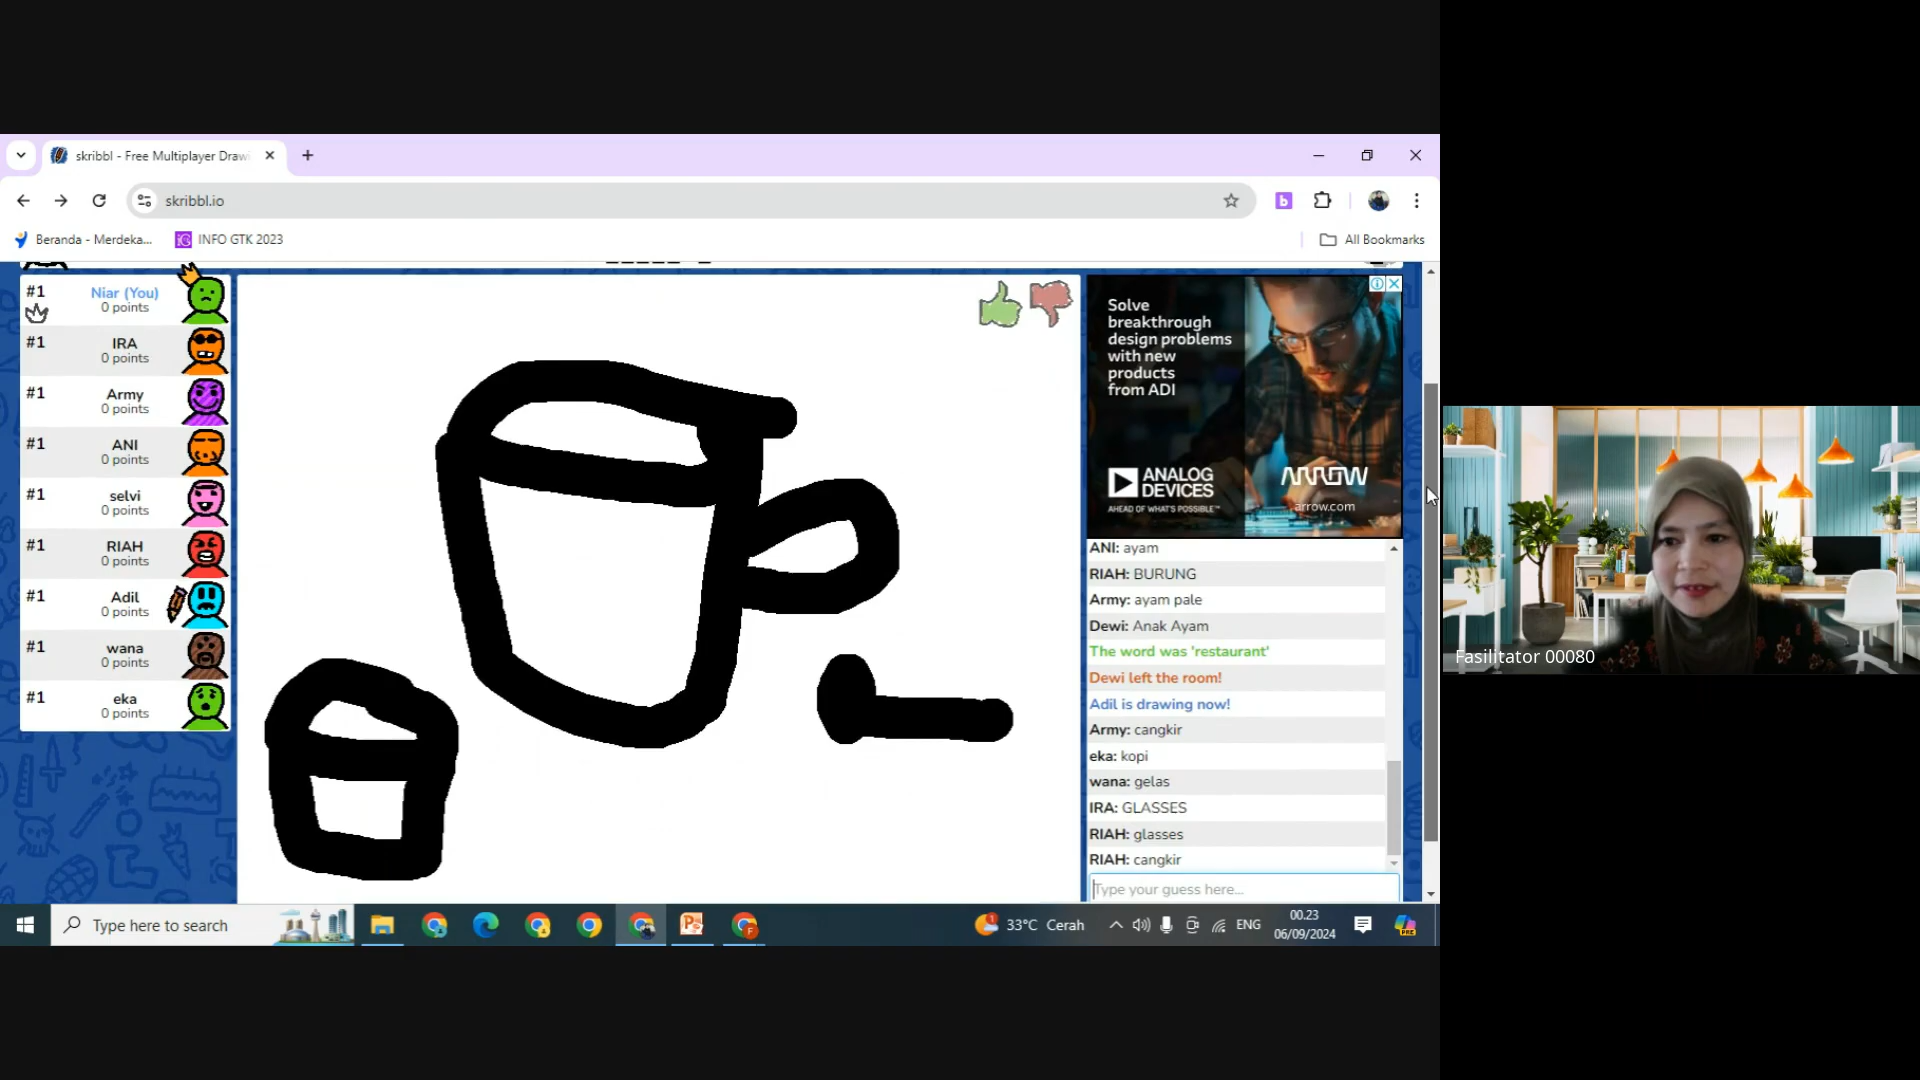 skribbl - Free Multiplayer Drawi
skribbl.io
Beranda - Merdeka...
INFO GTK 2023
All Bookmarks
#1 Niar (You)
0 points
#1 IRA
0 points
#1 Army
0 points
#1 ANI
0 points
#1 selvi
0 points
#1 RIAH
0 points
#1 Adil
0 points
#1 wana
0 points
#1 eka
0 points
Solve
breakthrough
design problems
with new
products
from ADI
ANALOG
DEVICES
AHEAD OF WHAT'S POSSIBLE™
ARROW
arrow.com
ANI: ayam
RIAH: BURUNG
Army: ayam pale
Dewi: Anak Ayam
The word was 'restaurant'
Dewi left the room!
Adil is drawing now!
Army: cangkir
eka: kopi
wana: gelas
IRA: GLASSES
RIAH: glasses
RIAH: cangkir
Type your guess here...
Fasilitator 00080
Type here to search
33°C Cerah
ENG
00.23
06/09/2024